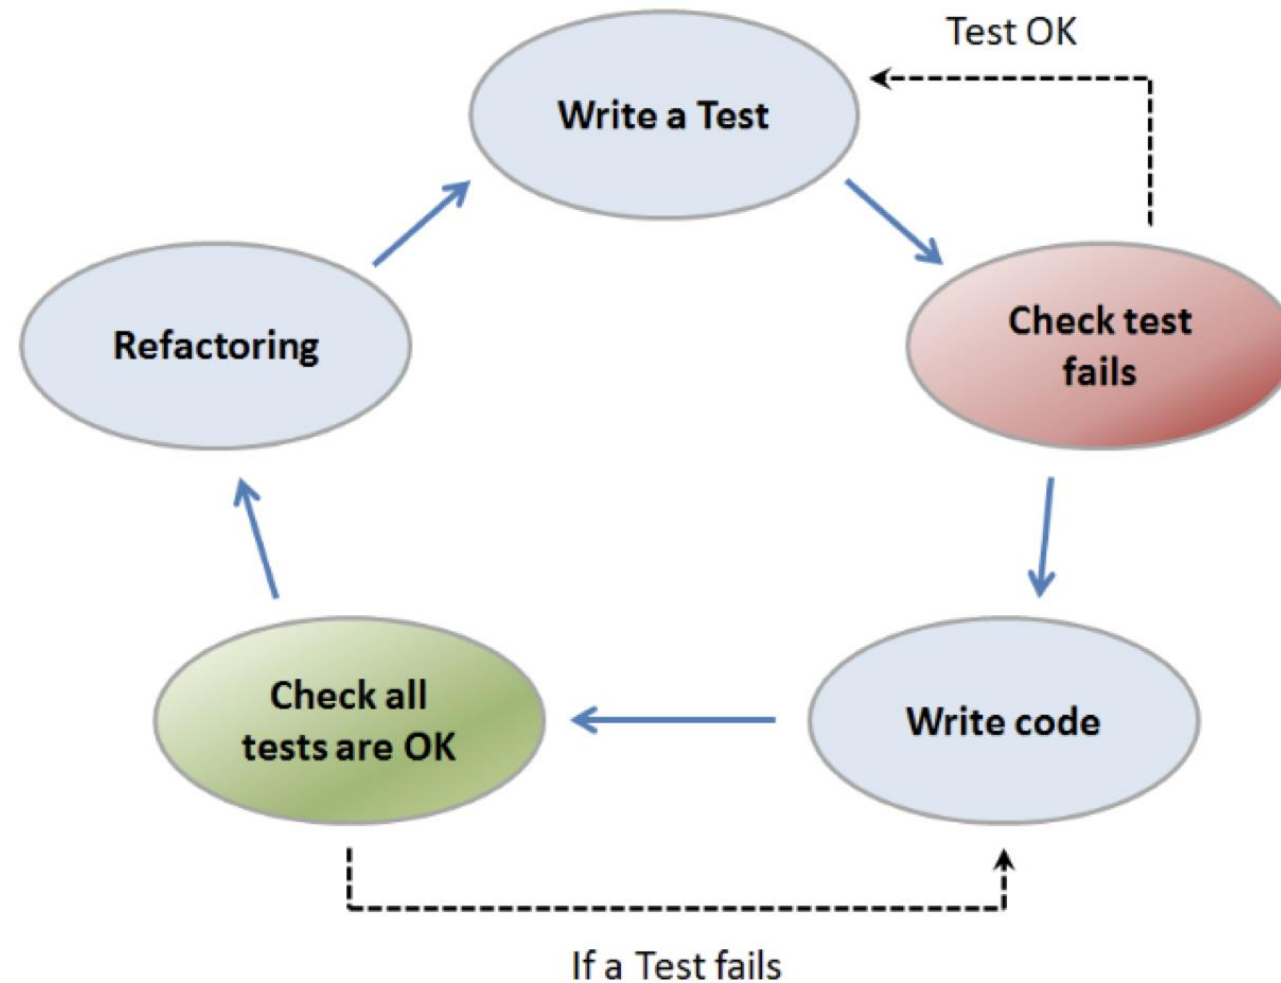 Test OK
Write a Test
Check test
fails
Refactoring
Check all
tests are OK
Write code
If a Test fails